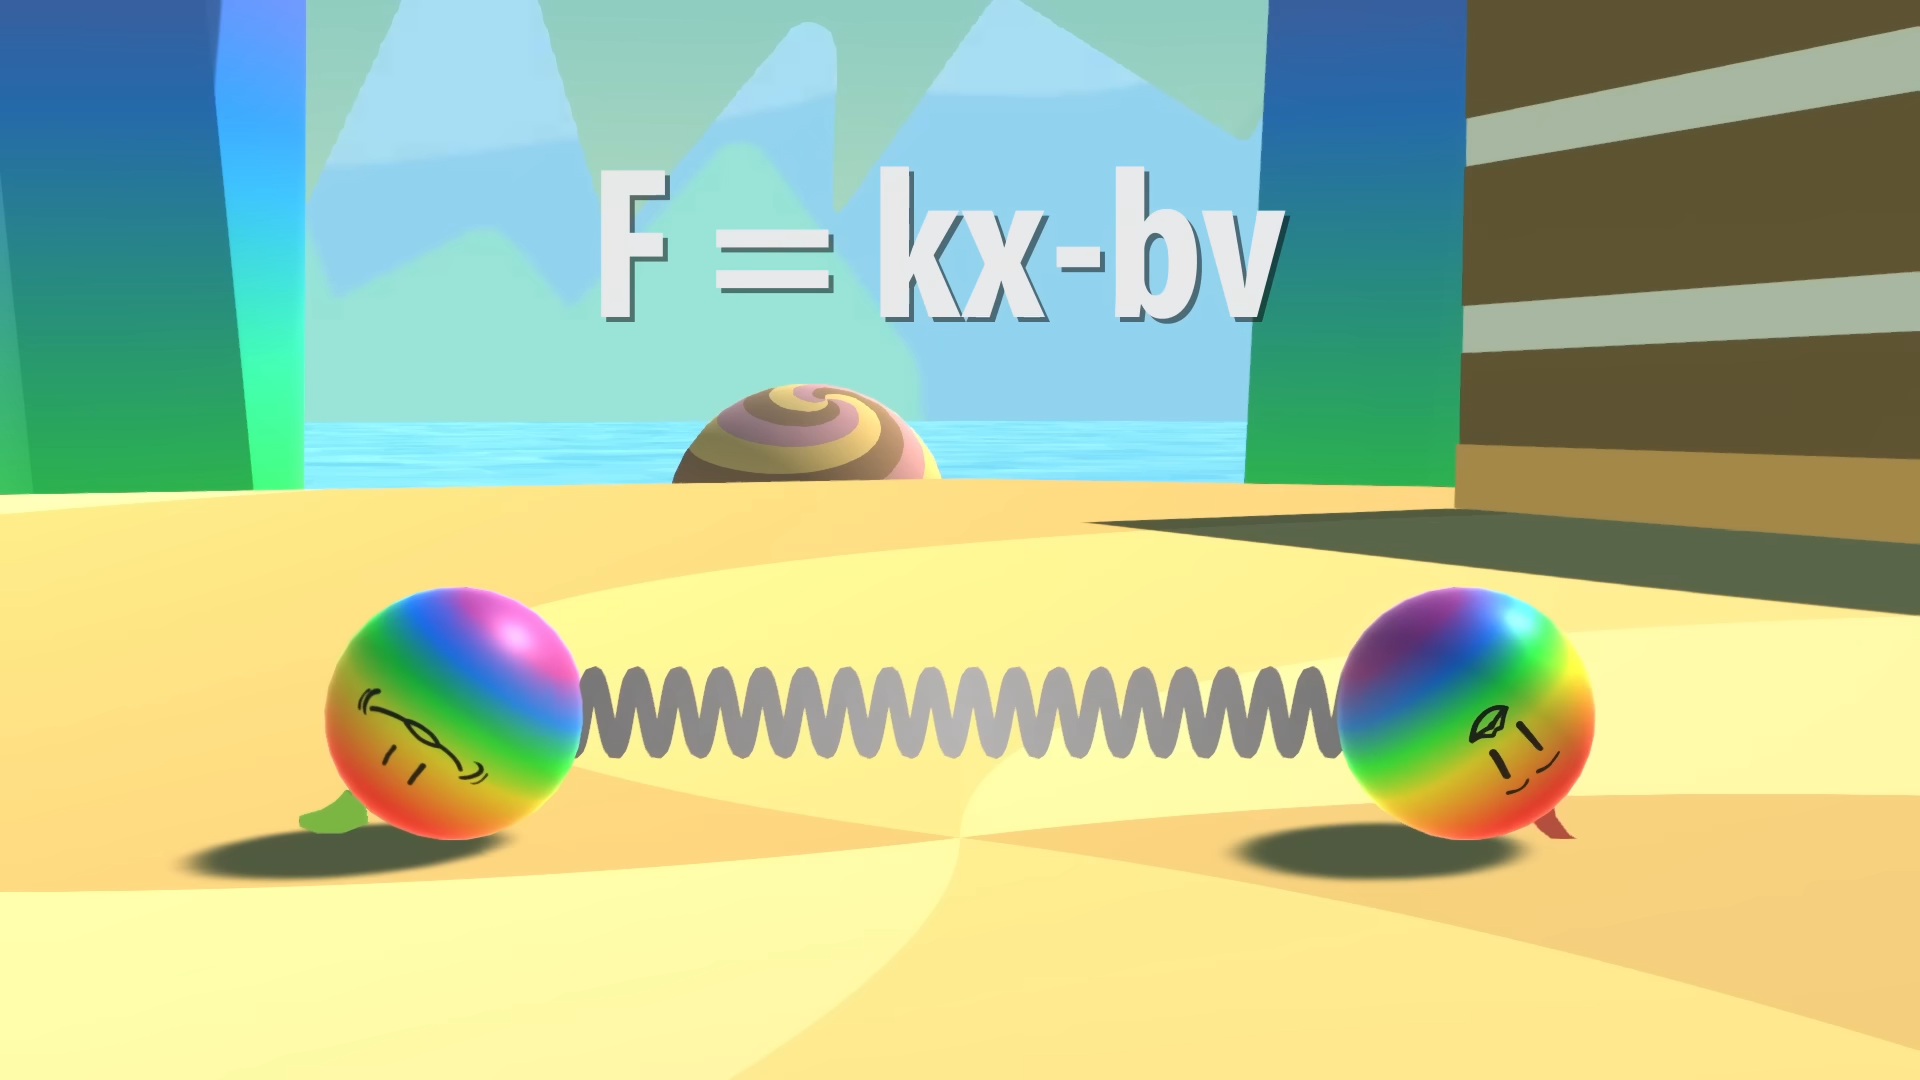 F = kx-bv